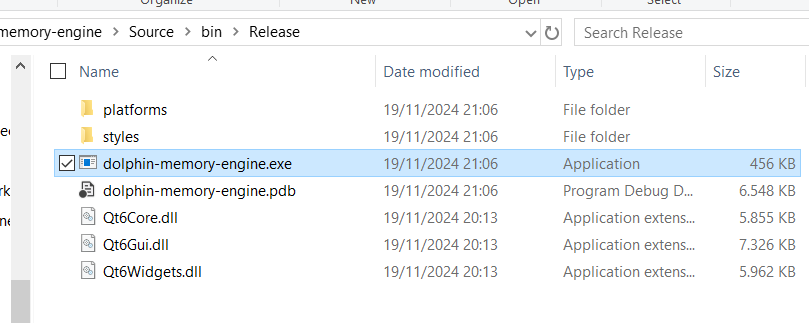 Organize New Open Select
memory-engine > Source > bin > Release Search Release
Name Date modified Type Size
platforms 19/11/2024 21:06 File folder
styles 19/11/2024 21:06 File folder
dolphin-memory-engine.exe 19/11/2024 21:06 Application 456 KB
dolphin-memory-engine.pdb 19/11/2024 21:06 Program Debug D... 6.548 KB
Qt6Core.dll 19/11/2024 20:13 Application extens... 5.855 KB
Qt6Gui.dll 19/11/2024 20:13 Application extens... 7.326 KB
Qt6Widgets.dll 19/11/2024 20:13 Application extens... 5.962 KB